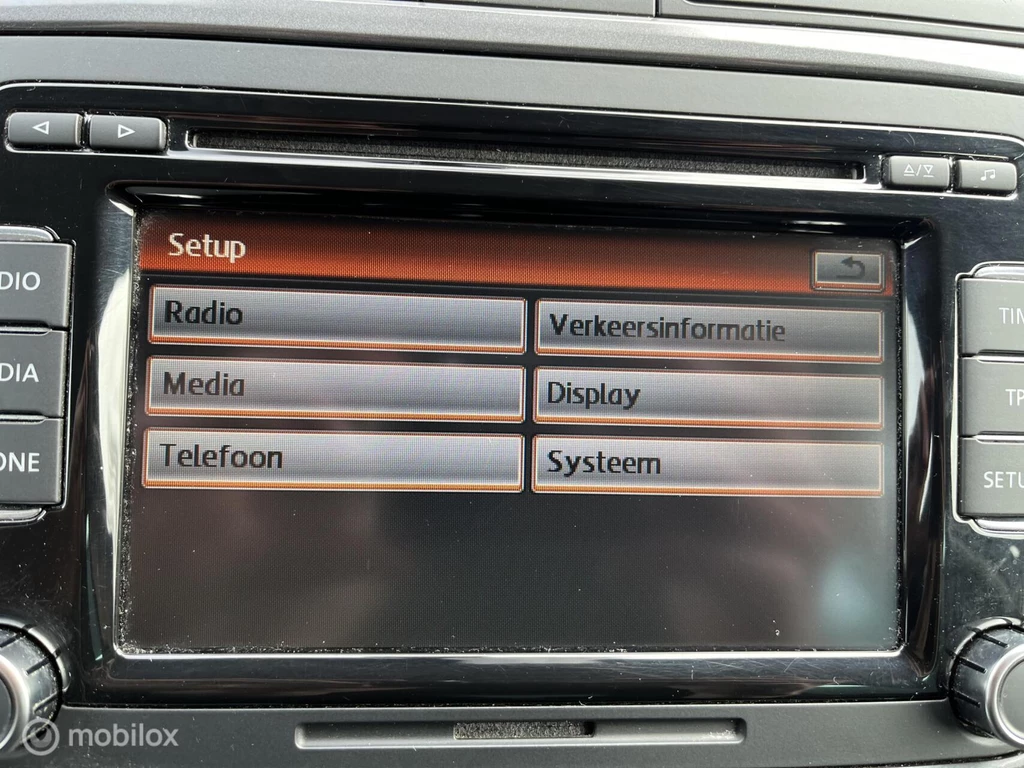 DIO
DIA
ONE
Setup
Radio
Verkeersinformatie
Media
Display
Telefoon
Systeem
TIM
TP
SETU
mobilox